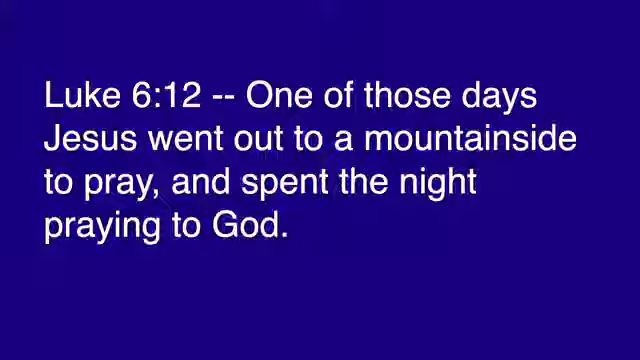 Luke 6:12 -- One of those days
Jesus went out to a mountainside
to pray, and spent the night
praying to God.